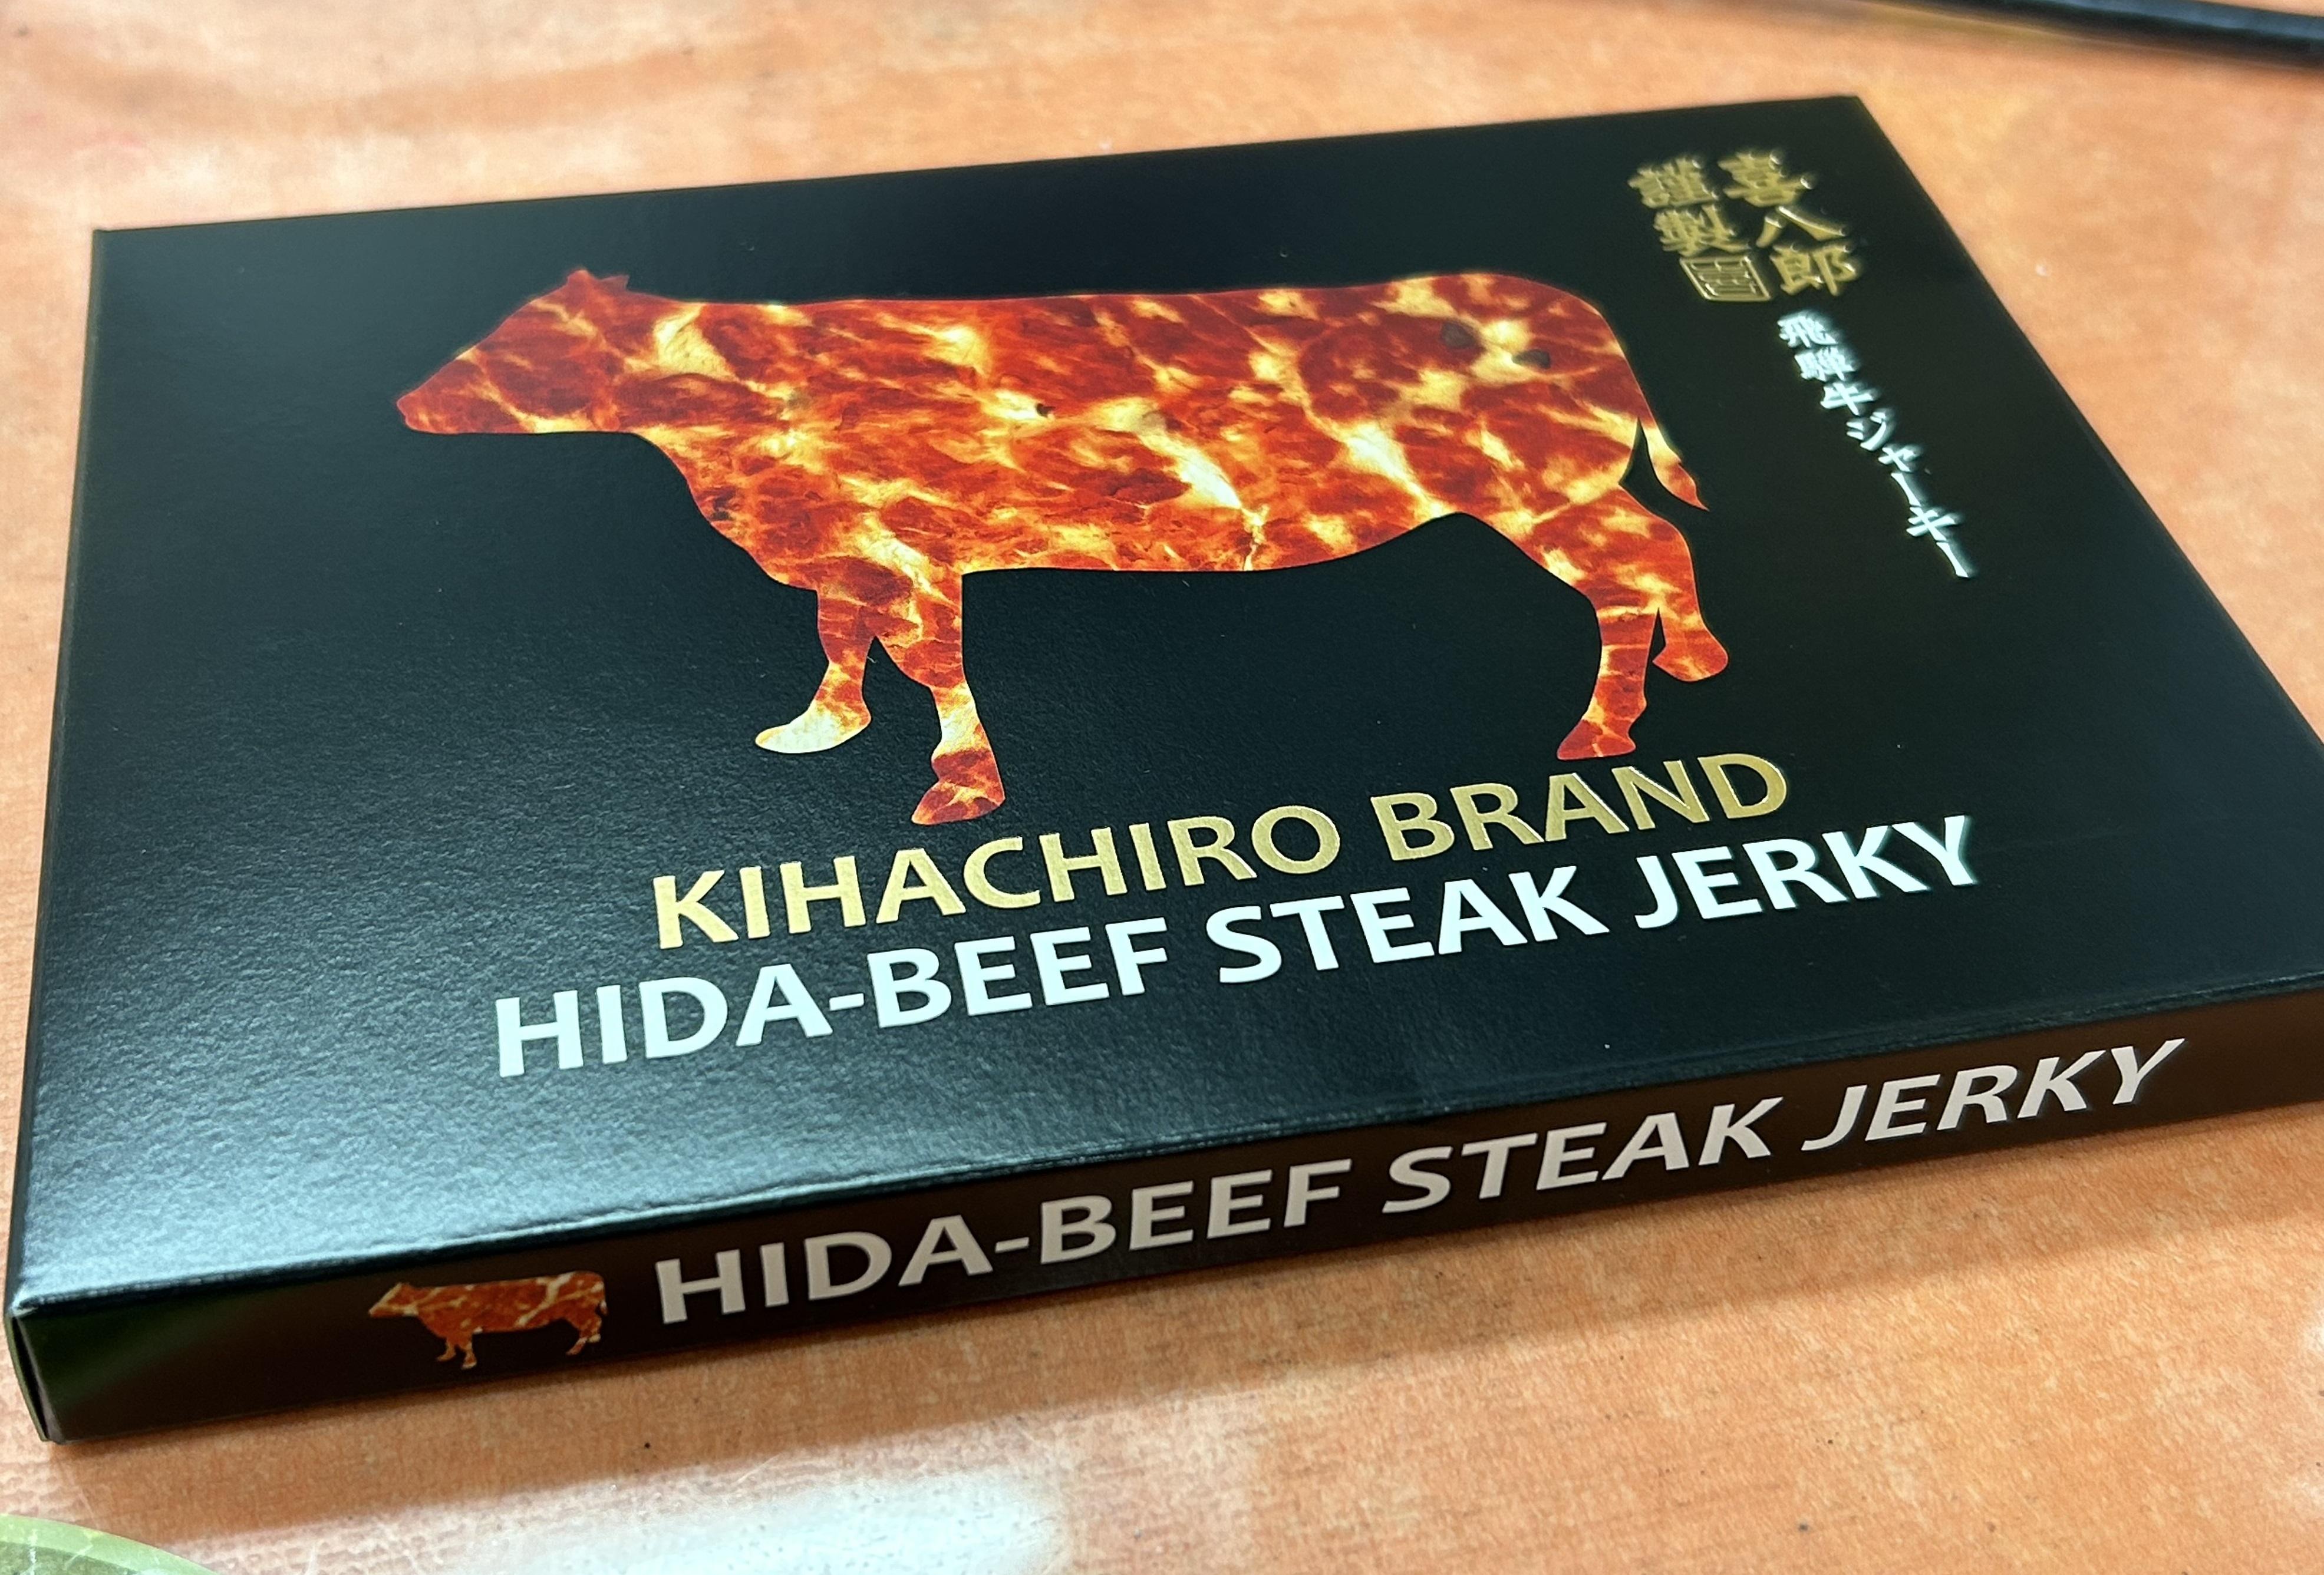 喜八郎
謹製 喜
飛騨牛ジャーキー
KIHACHIRO BRAND
HIDA-BEEF STEAK JERKY
HIDA-BEEF STEAK JERKY